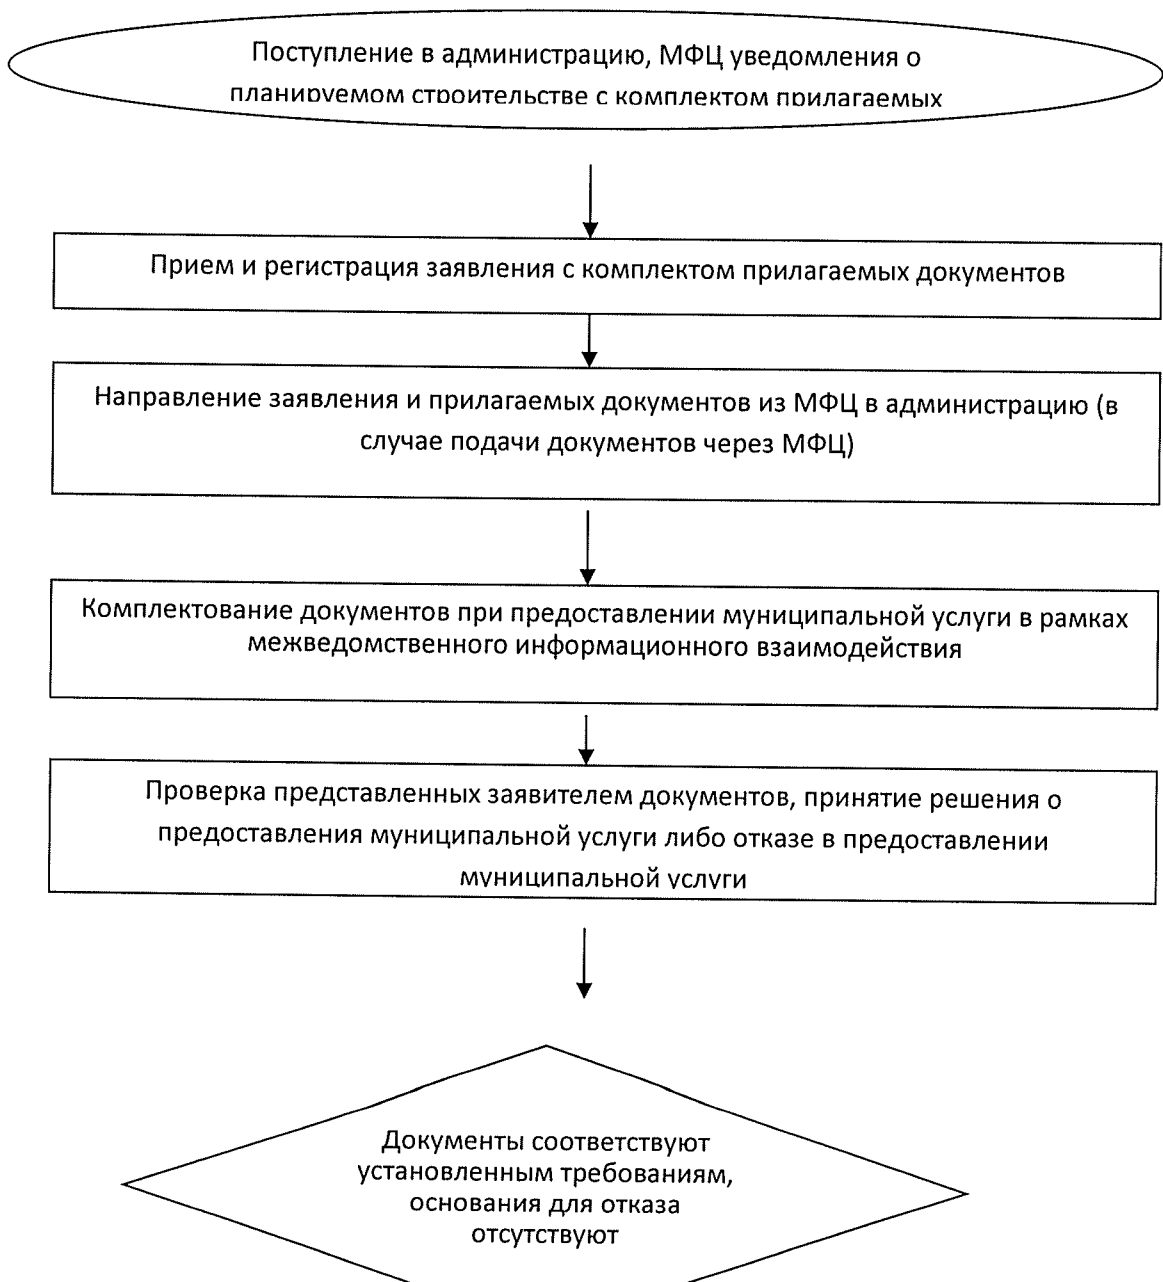 Поступление в администрацию, МФЦ уведомления о
планируемом строительстве с комплектом прилагаемых
Прием и регистрация заявления с комплектом прилагаемых документов
Направление заявления и прилагаемых документов из МФЦ в администрацию (в
случае подачи документов через МФЦ)
Комплектование документов при предоставлении муниципальной услуги в рамках
межведомственного информационного взаимодействия
Проверка представленных заявителем документов, принятие решения о
предоставления муниципальной услуги либо отказе в предоставлении
муниципальной услуги
Документы соответствуют
установленным требованиям,
основания для отказа
отсутствуют